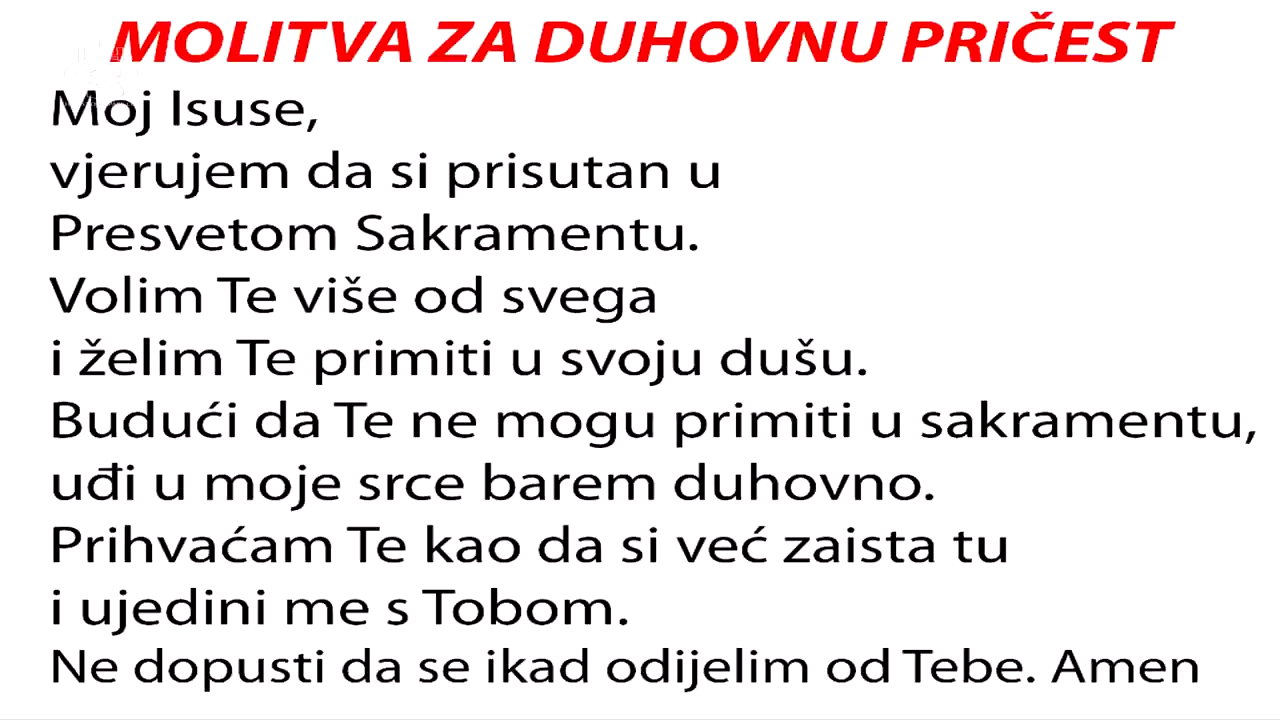 MOLITVA ZA DUHOVNU PRIČEST
Moj Isuse,
vjerujem da si prisutan u
Presvetom Sakramentu.
Volim Te više od svega
i želim Te primiti u svoju dušu.
Budući da Te ne mogu primiti u sakramentu,
uđi u moje srce barem duhovno.
Prihvaćam Te kao da si već zaista tu
i ujedini me s Tobom.
Ne dopusti da se ikad odijelim od Tebe. Amen